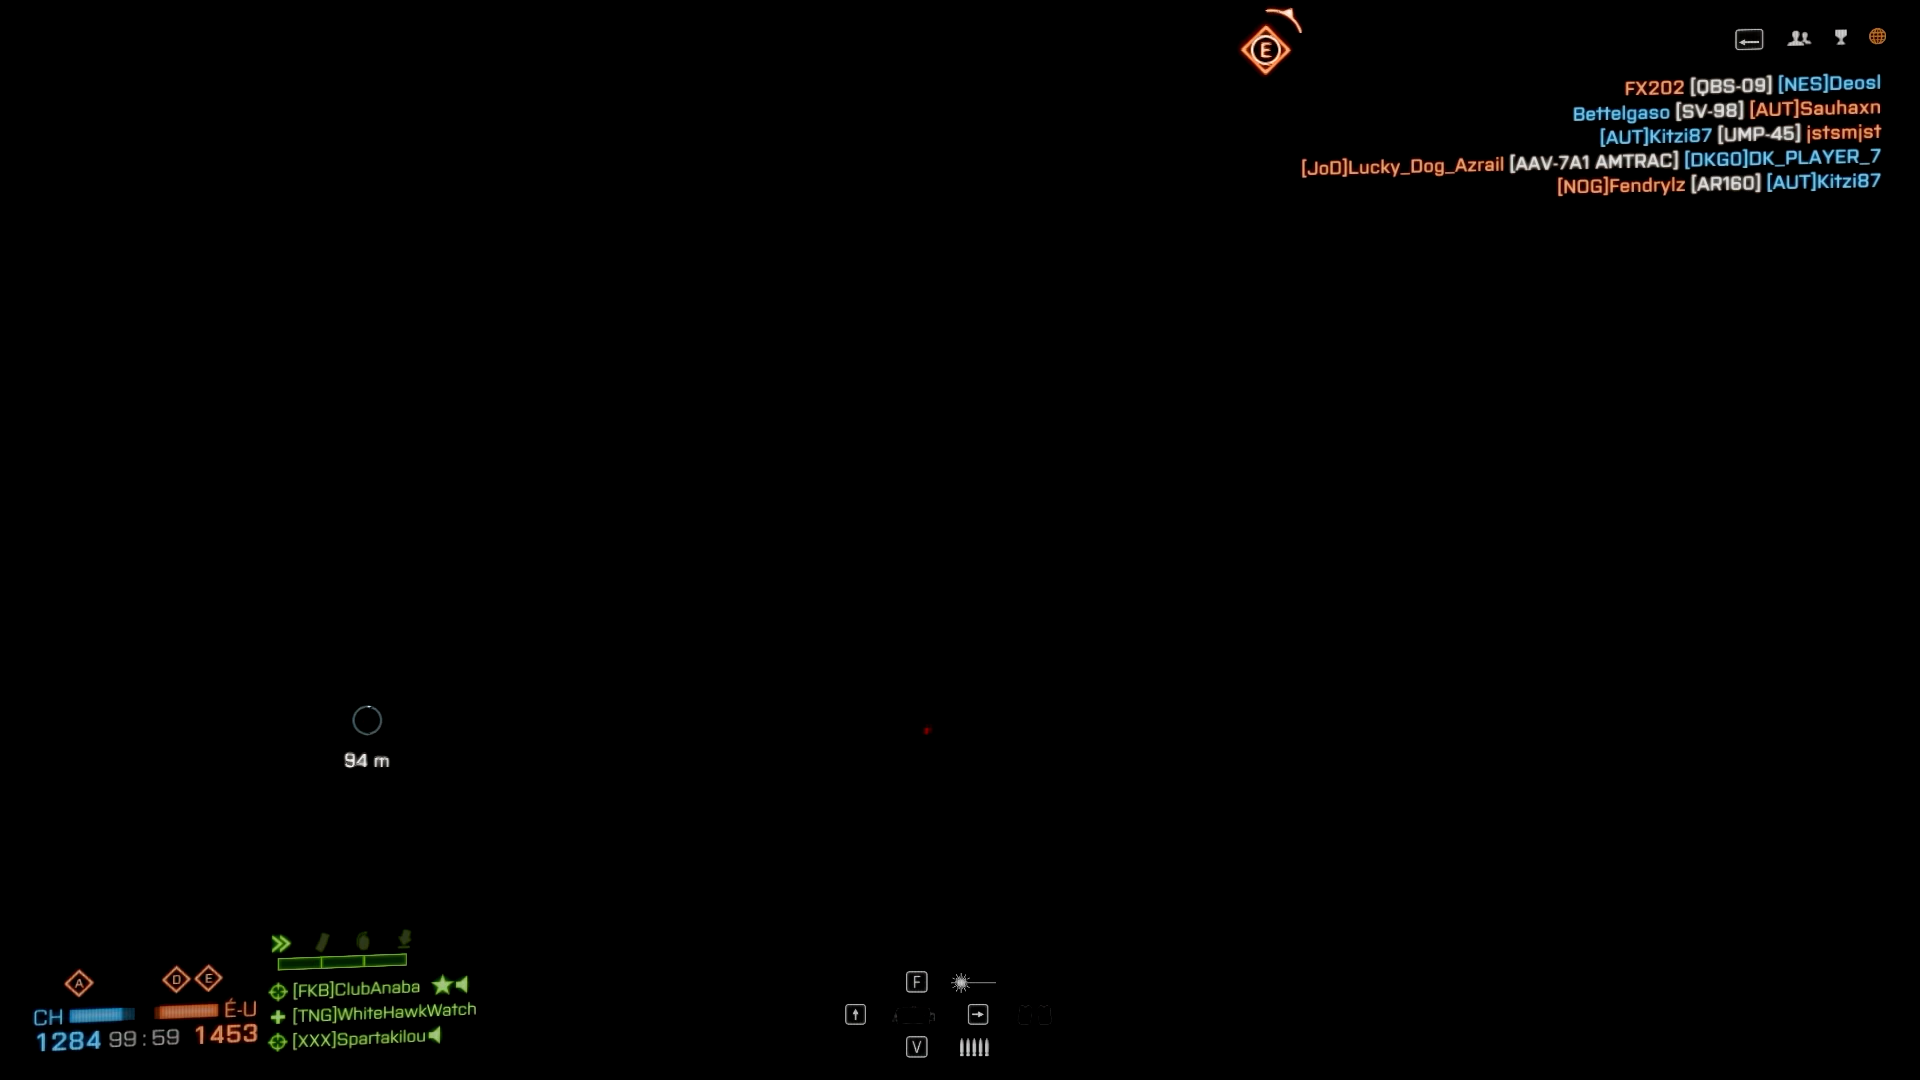 E
FX202 [QBS-09] [NES]Deosl
Bettelgaso [SV-98] [AUT]Sauhaxn
[AUT]Kitzi87 [UMP-45] jstsmjst
[JoD]Lucky_Dog_Azrail [AAV-7A1 AMTRAC] [DKGO]DK_PLAYER_7
[NOG]Fendrylz [AR160] [AUT]Kitzi87
94 m
A D E
CH É-U
1284 99:59 1453
[FKB]ClubAnaba
[TNG]WhiteHawkWatch
[XXX]Spartakilou
F
V